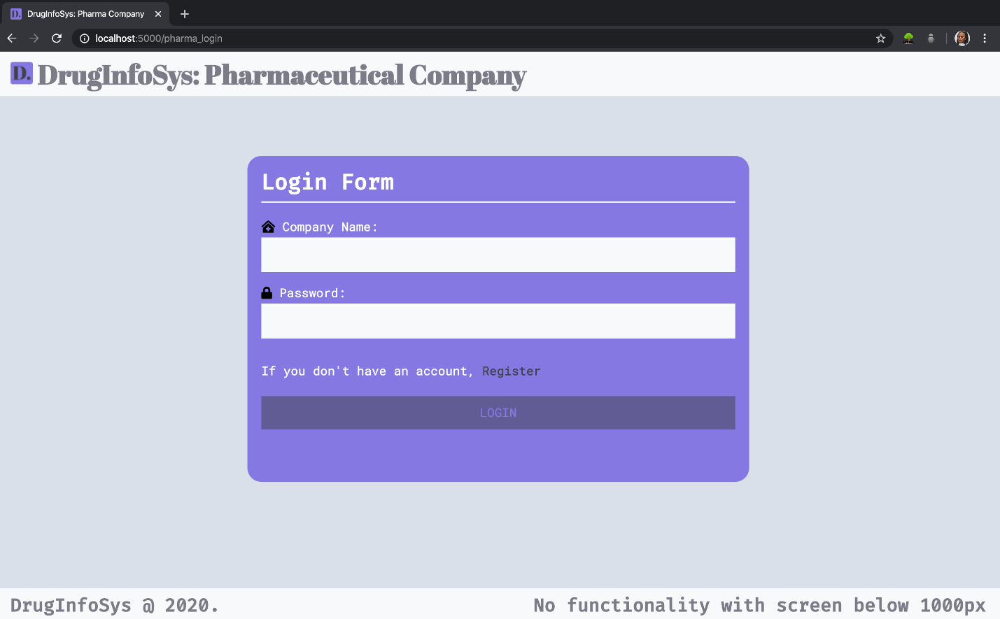 D. DrugInfoSys: Pharma Company
localhost:5000/pharma_login
D. DrugInfoSys: Pharmaceutical Company
Login Form
Company Name:
Password:
If you don't have an account, Register
LOGIN
DrugInfoSys @ 2020.
No functionality with screen below 1000px